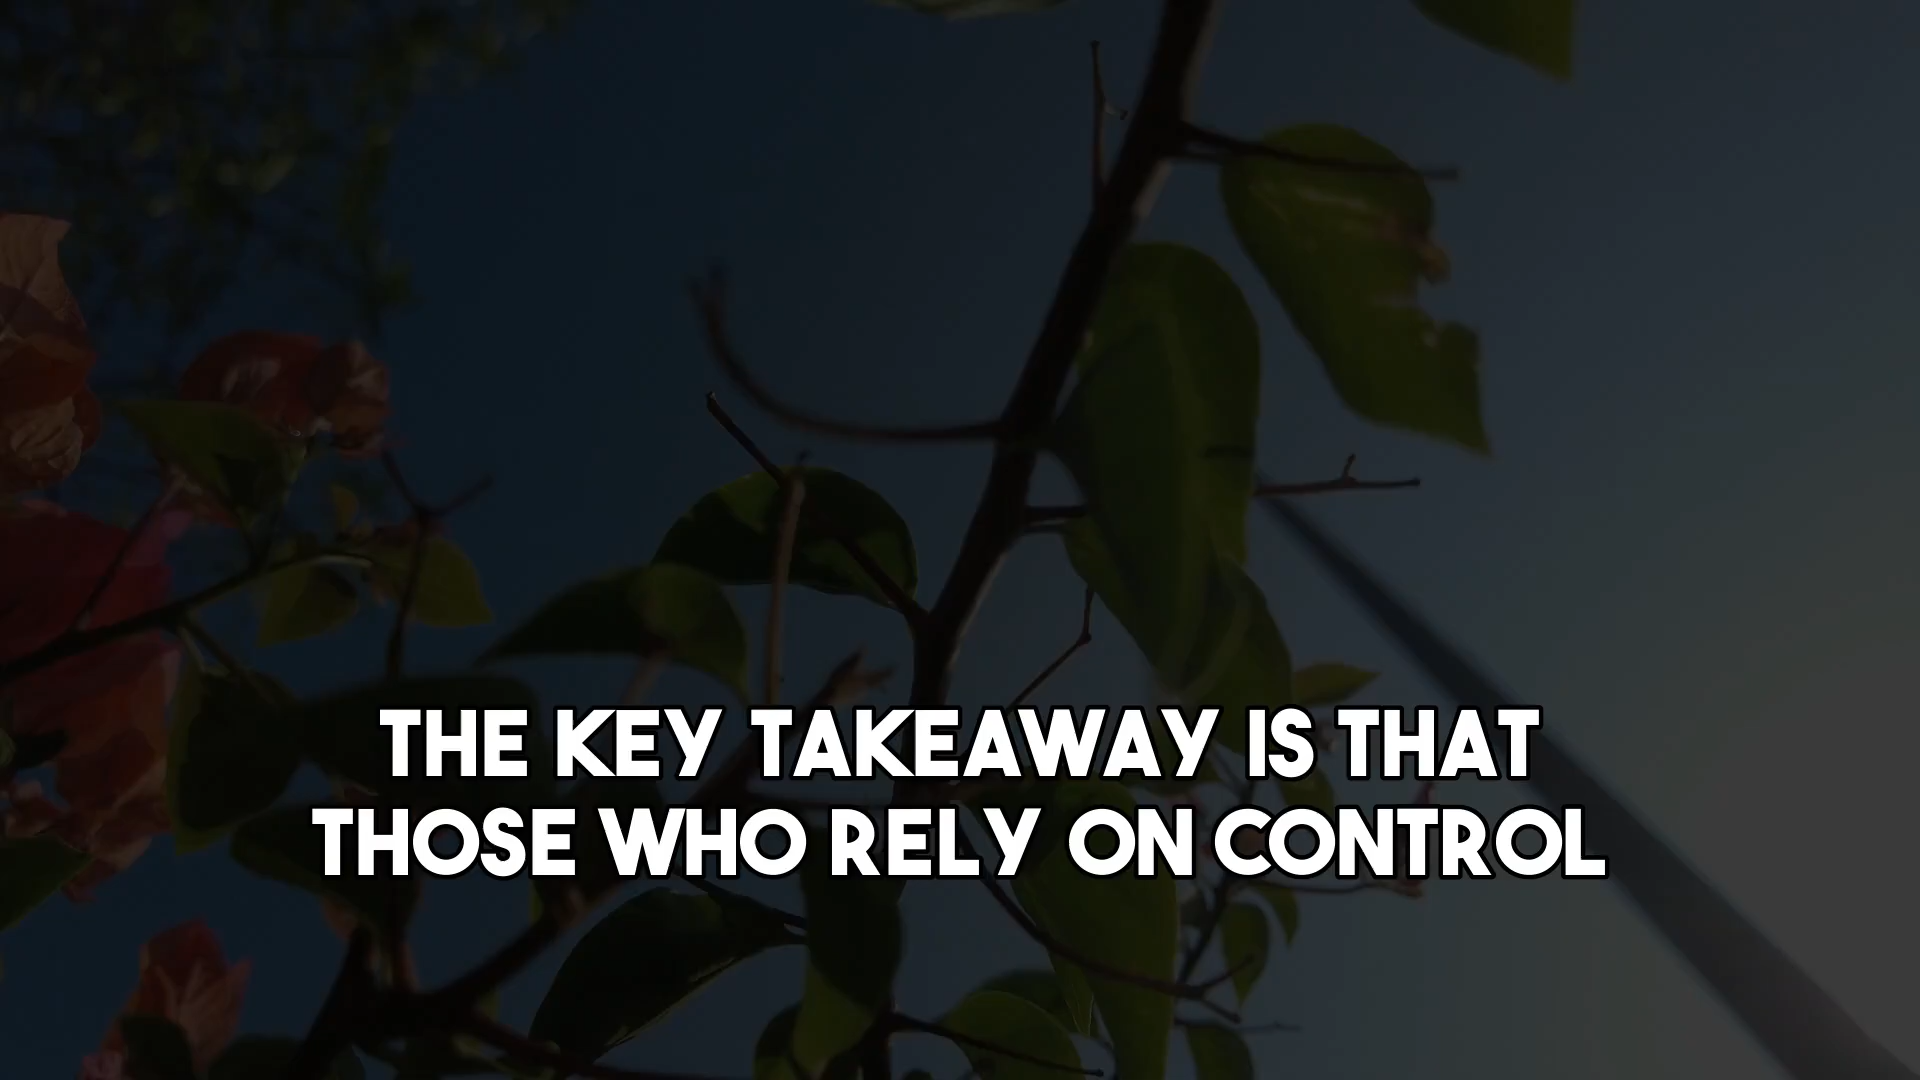 THE KEY TAKEAWAY IS THAT
THOSE WHO RELY ON CONTROL